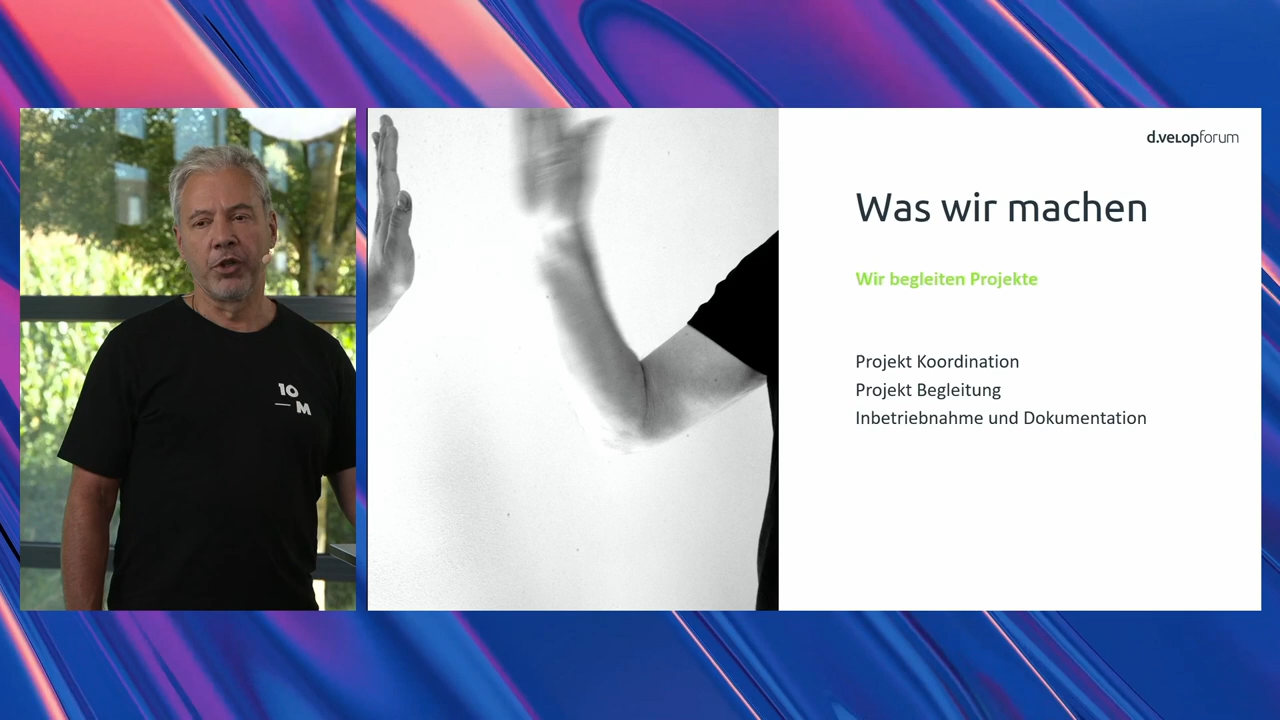 10
M
d.velopforum
Was wir machen
Wir begleiten Projekte
Projekt Koordination
Projekt Begleitung
Inbetriebnahme und Dokumentation